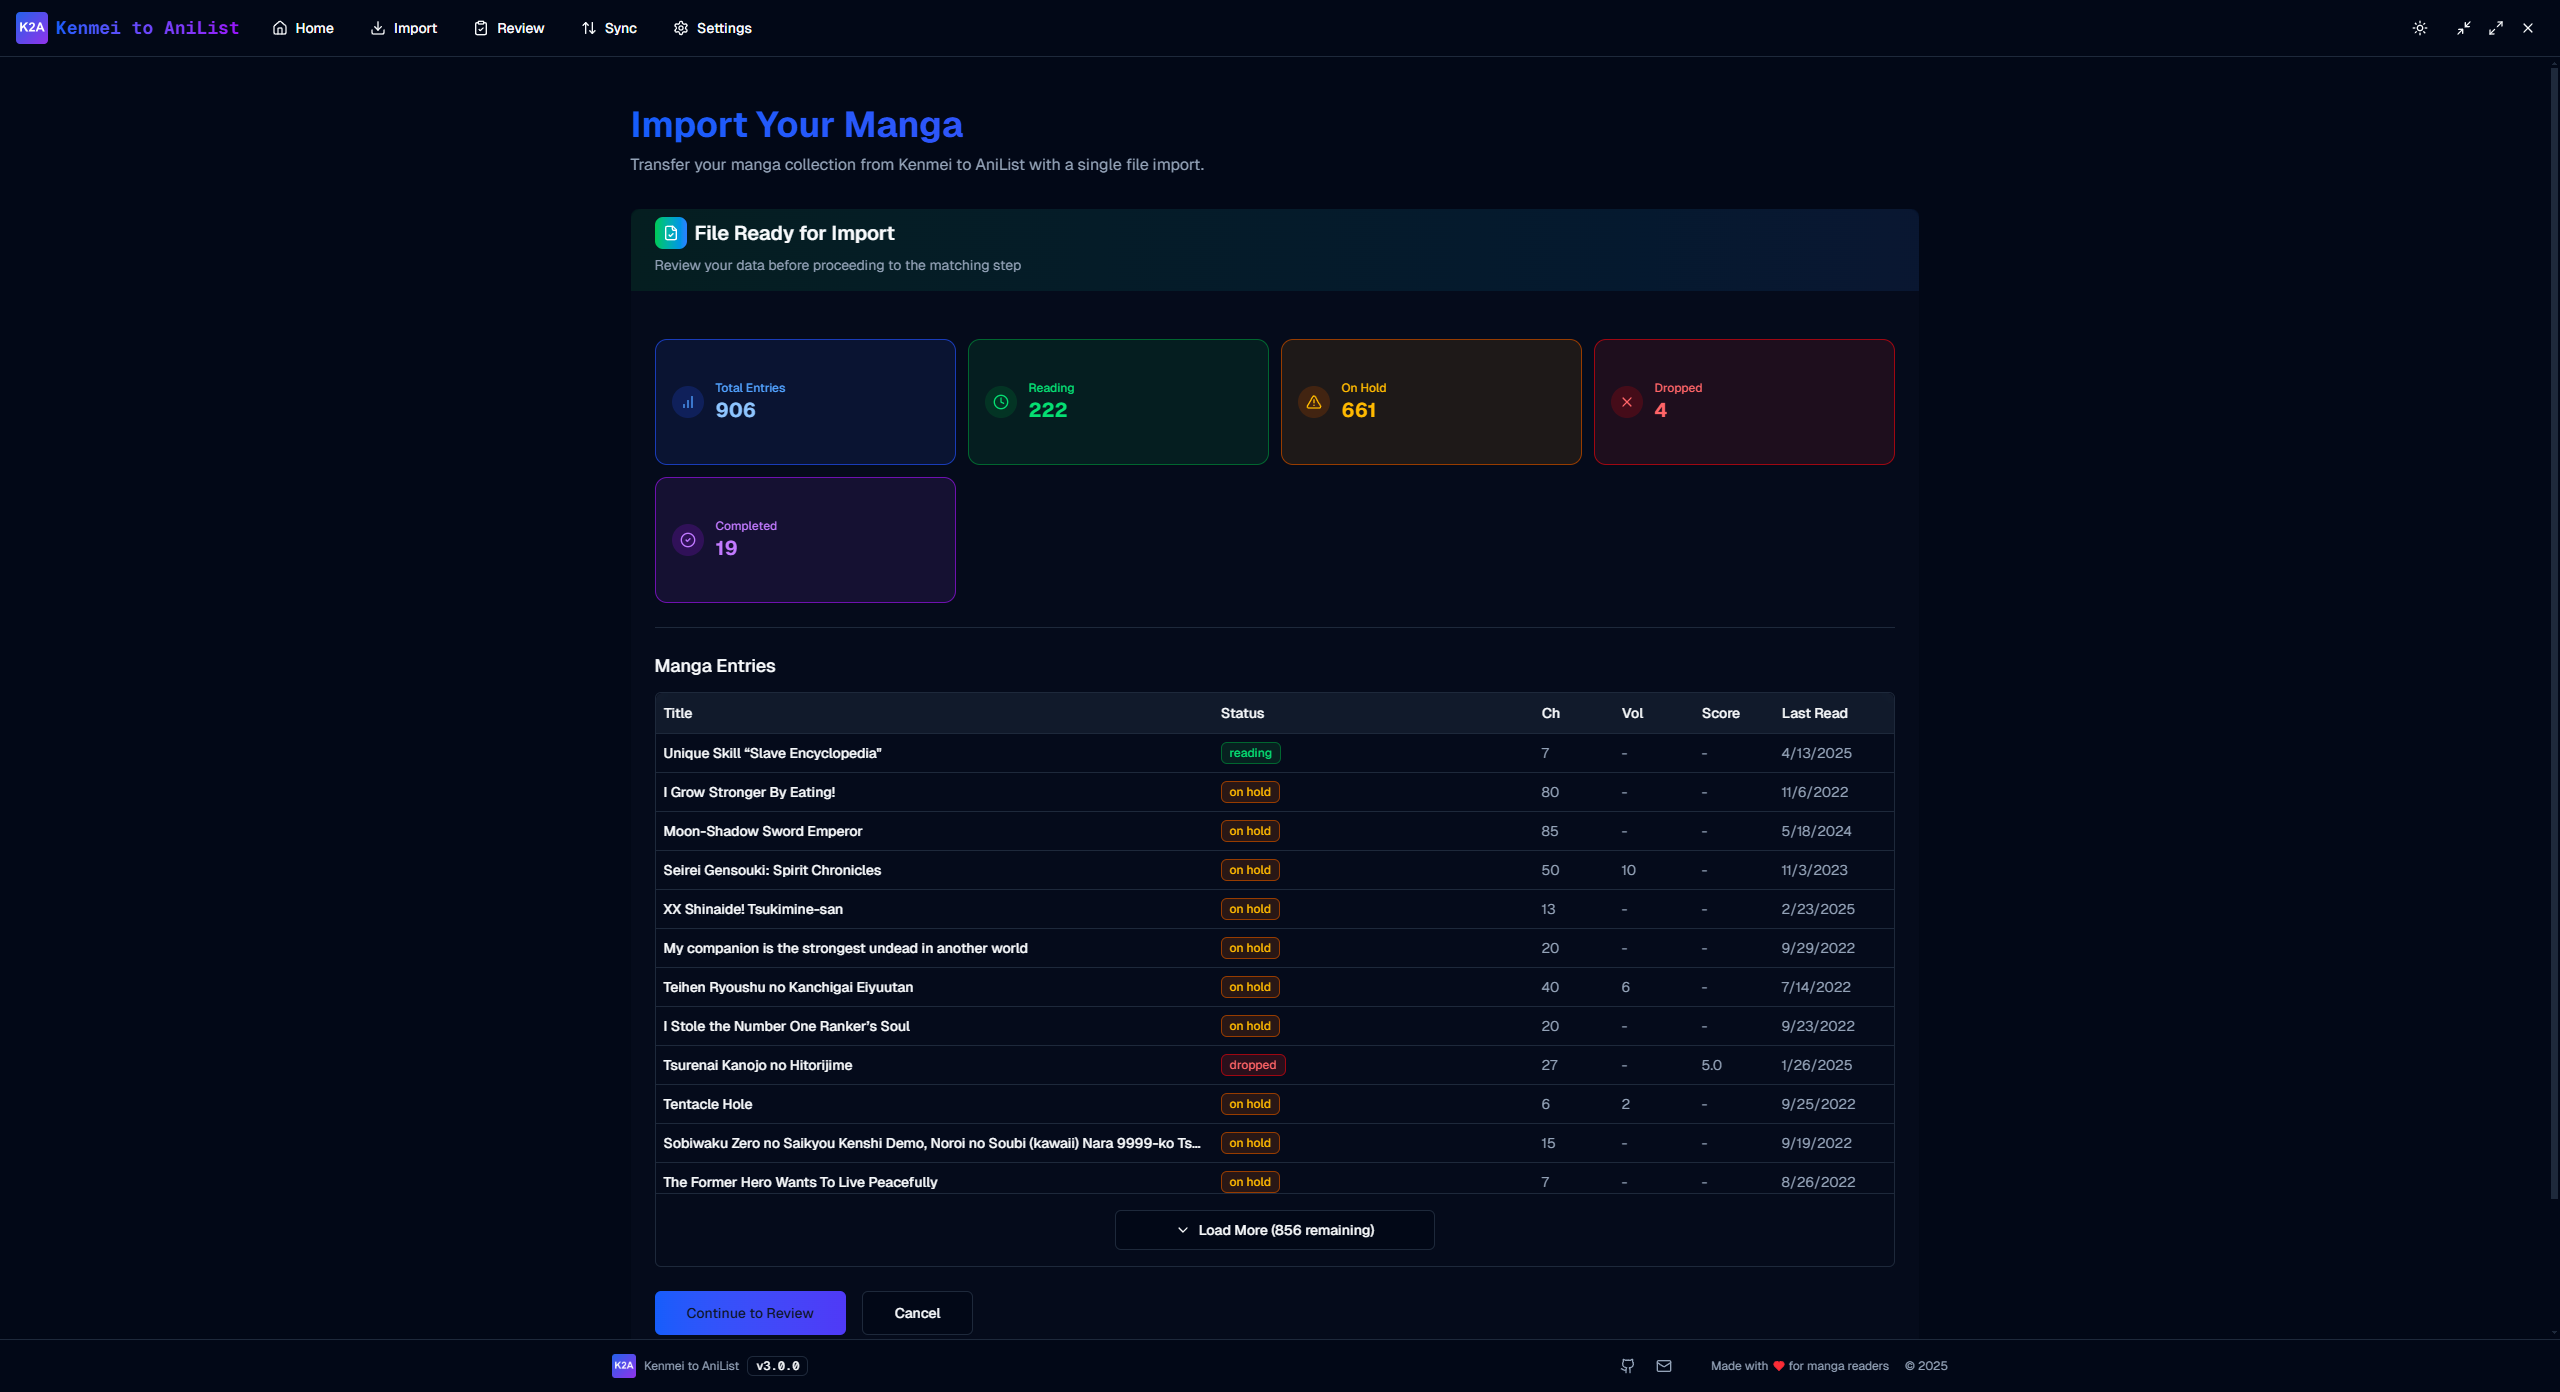 K2A Kenmei to AniList Home Import Review Sync Settings
Import Your Manga
Transfer your manga collection from Kenmei to AniList with a single file import.
File Ready for Import
Review your data before proceeding to the matching step
Total Entries
906
Reading
222
On Hold
661
Dropped
4
Completed
19
Manga Entries
Title Status Ch Vol Score Last Read
Unique Skill “Slave Encyclopedia” reading 7 - - 4/13/2025
I Grow Stronger By Eating! on hold 80 - - 11/6/2022
Moon-Shadow Sword Emperor on hold 85 - - 5/18/2024
Seirei Gensouki: Spirit Chronicles on hold 50 10 - 11/3/2023
XX Shinaide! Tsukimine-san on hold 13 - - 2/23/2025
My companion is the strongest undead in another world on hold 20 - - 9/29/2022
Teihen Ryoushu no Kanchigai Eiyuutan on hold 40 6 - 7/14/2022
I Stole the Number One Ranker’s Soul on hold 20 - - 9/23/2022
Tsurenai Kanojo no Hitorijime dropped 27 - 5.0 1/26/2025
Tentacle Hole on hold 6 2 - 9/25/2022
Sobiwaku Zero no Saikyou Kenshi Demo, Noroi no Soubi (kawaii) Nara 9999-ko Ts... on hold 15 - - 9/19/2022
The Former Hero Wants To Live Peacefully on hold 7 - - 8/26/2022
Load More (856 remaining)
Continue to Review Cancel
K2A Kenmei to AniList v3.0.0 Made with ❤ for manga readers © 2025